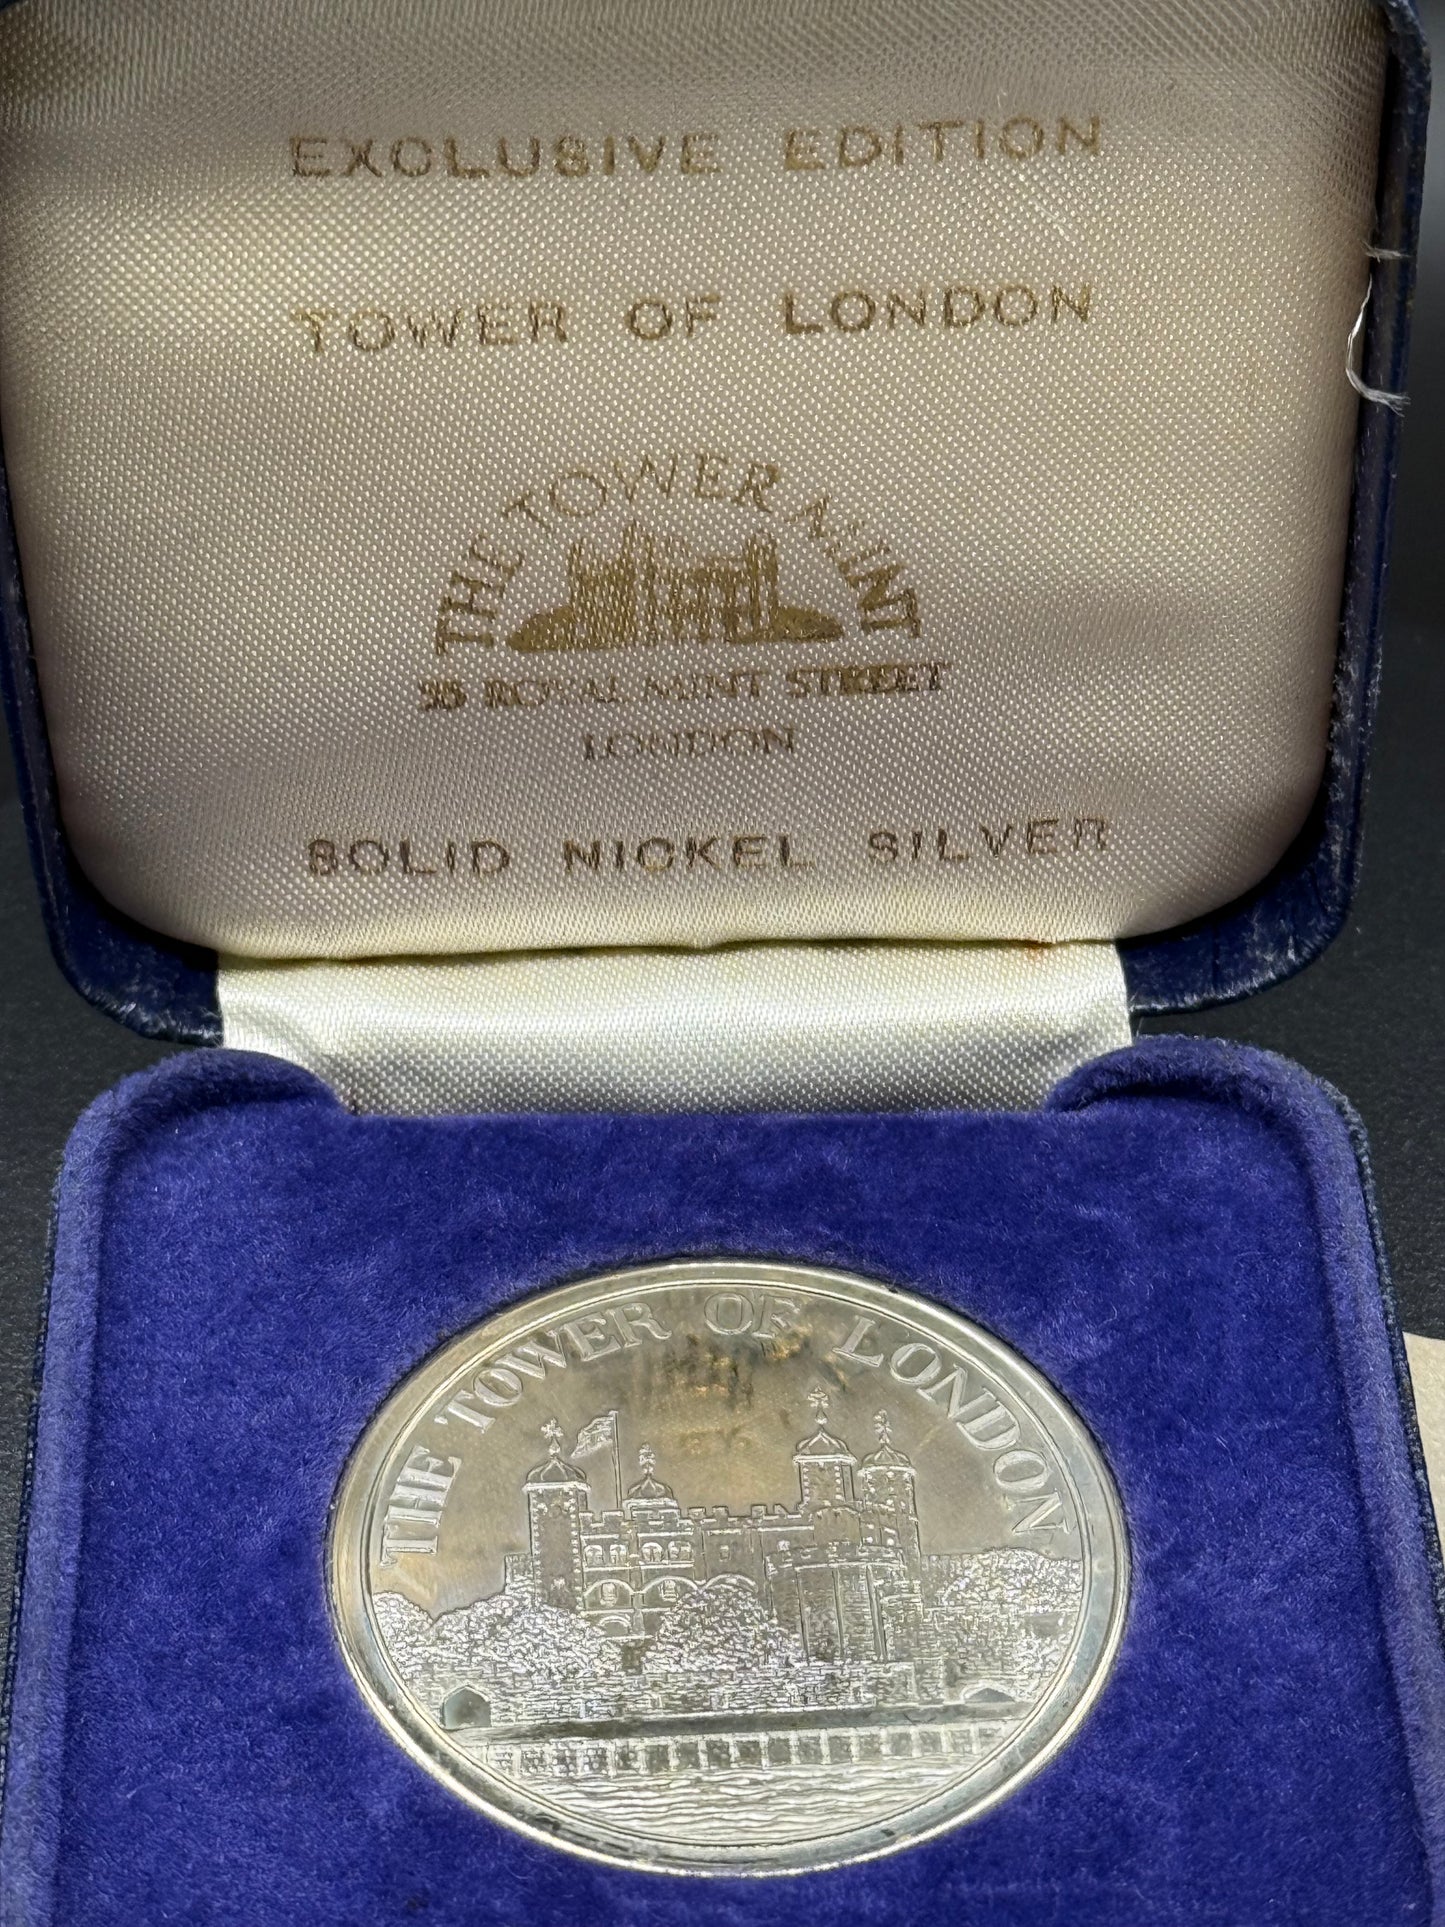 EXCLUSIVE EDITION
TOWER OF LONDON
THE TOWER MINT
ROYAL MINT STREET
LONDON
SOLID NICKEL SILVER
THE TOWER OF LONDON